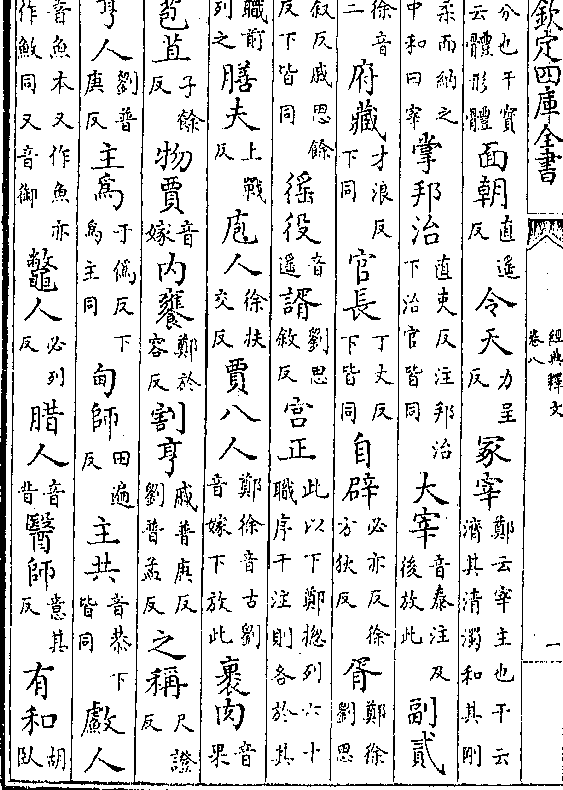 欽定四庫全書
經典釋文
卷八
一
分也干寶云體形體面朝直遙反令天力呈反冢宰鄭云宰主也干云濟其清濁和其剛
柔而納之中和曰宰掌邦治直吏反注邦治下治官皆同大宰音泰注及後放此副貳
徐音二府藏才浪反下同官長丁丈反下皆同自辟必亦反徐方狄反胥鄭徐劉思
叙反戚思餘反下皆同徭役音遥諝劉思敘反宫正此以下鄭揔列六十職序干注則各於其
職前列之膳夫上戰反庖人徐扶交反賈八人鄭徐音古劉音嫁下放此裹肉音果
苞苴子餘反物賈音嫁内饔鄭於容反割亨戚普庚反劉普孟反之稱尺證反
亨人劉普庚反主為于偽反下為主同甸師田遍反主共音恭下皆同䱷人
音魚本又作魚亦作䱷同又音御鼈人必列反腊人音昔醫師意其反有和胡臥